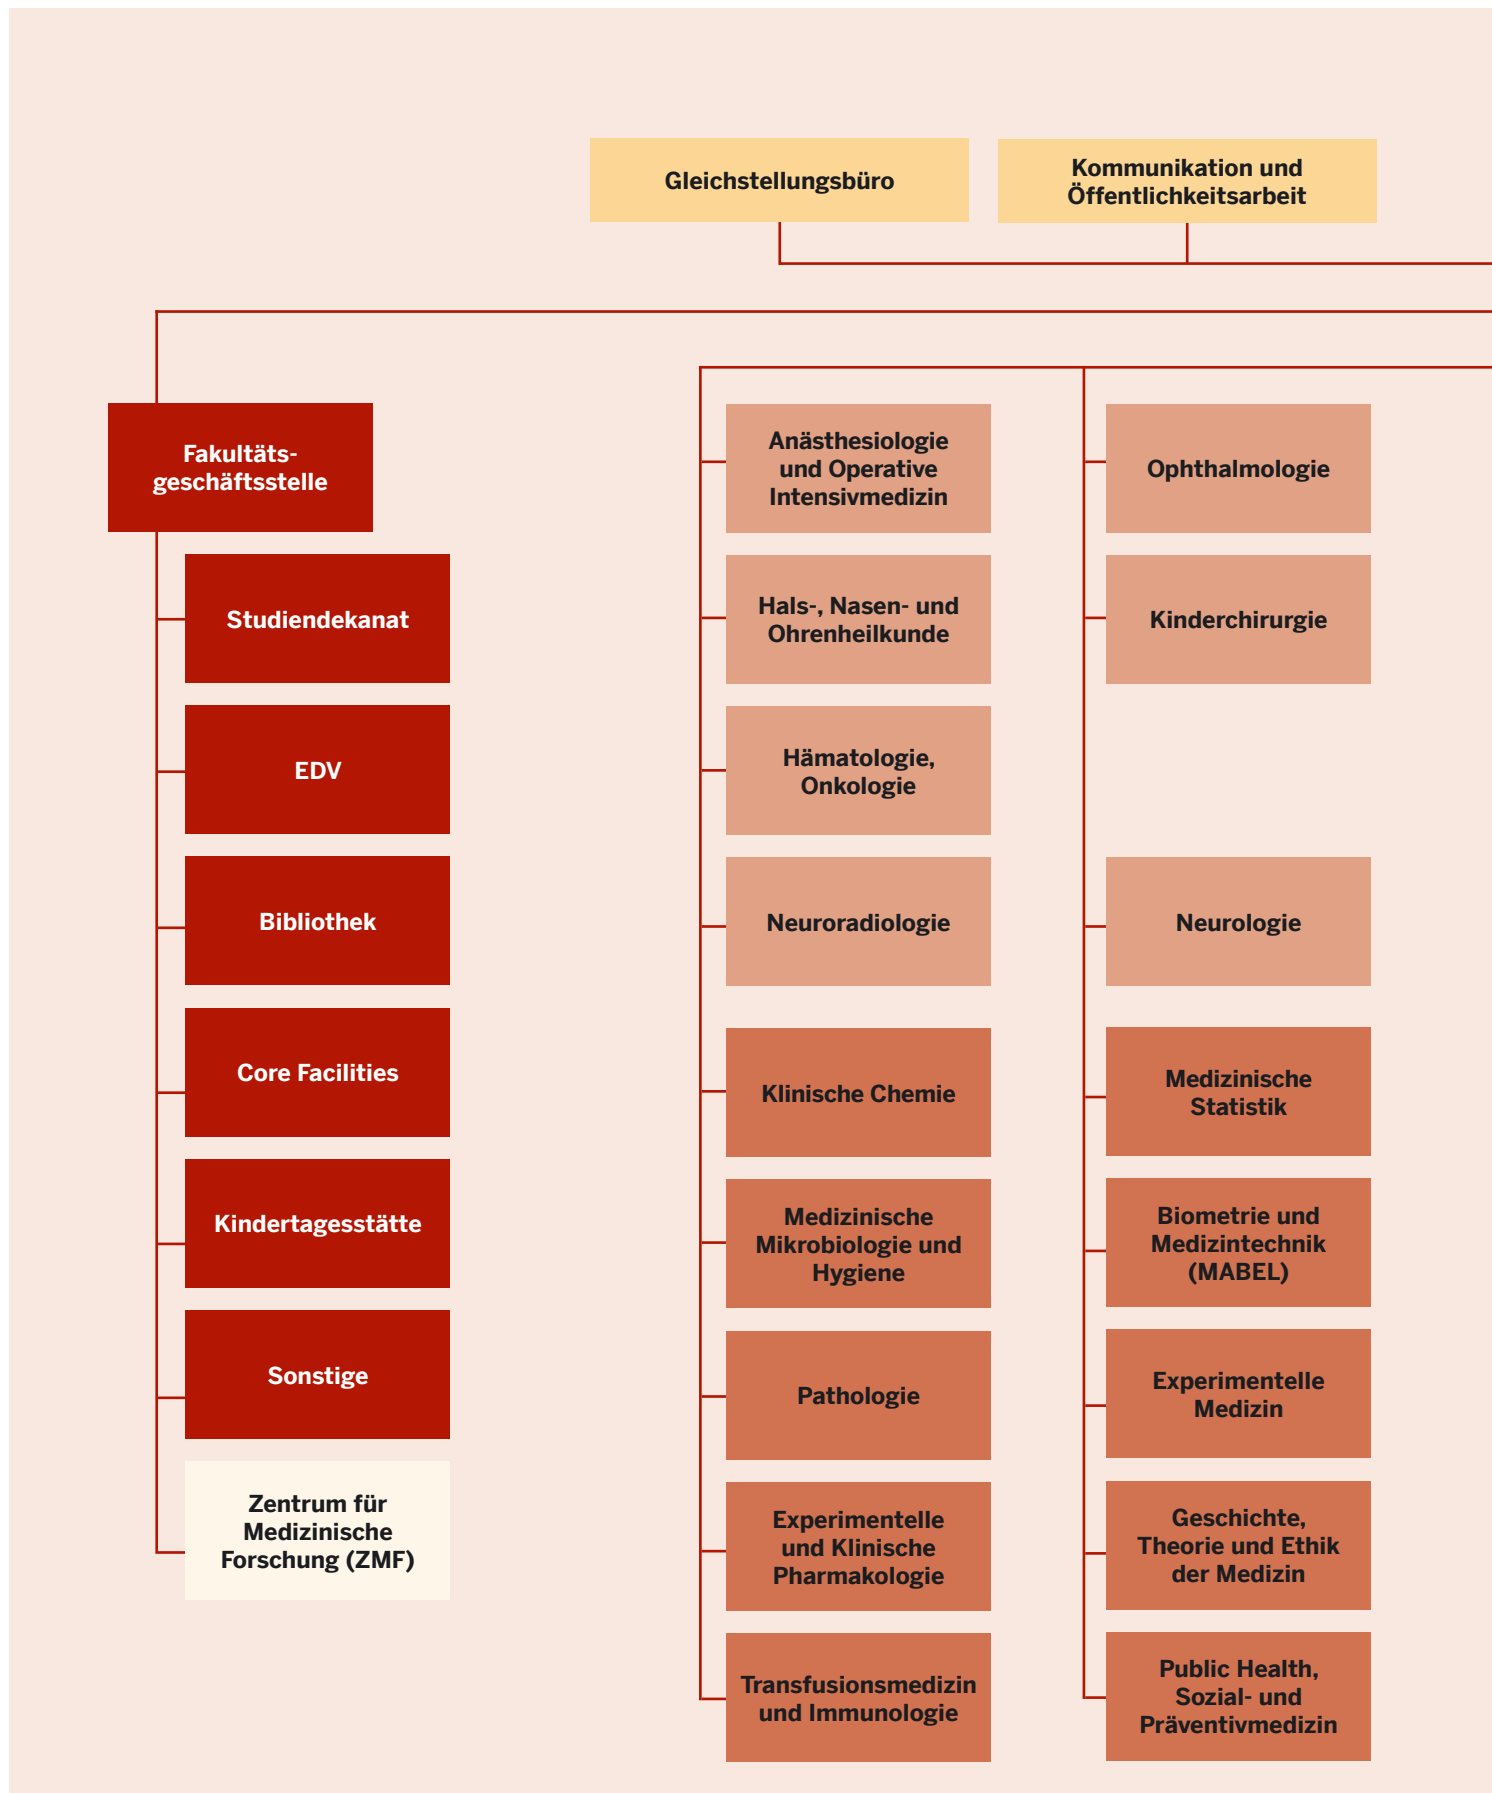 Gleichstellungsbüro
Kommunikation und
Öffentlichkeitsarbeit
Fakultäts-
geschäftsstelle
Studiendekanat
EDV
Bibliothek
Core Facilities
Kindertagesstätte
Sonstige
Zentrum für
Medizinische
Forschung (ZMF)
Anästhesiologie
und Operative
Intensivmedizin
Hals-, Nasen- und
Ohrenheilkunde
Hämatologie,
Onkologie
Neuroradiologie
Klinische Chemie
Medizinische
Mikrobiologie und
Hygiene
Pathologie
Experimentelle
und Klinische
Pharmakologie
Transfusionsmedizin
und Immunologie
Ophthalmologie
Kinderchirurgie
Neurologie
Medizinische
Statistik
Biometrie und
Medizintechnik
(MABEL)
Experimentelle
Medizin
Geschichte,
Theorie und Ethik
der Medizin
Public Health,
Sozial- und
Präventivmedizin